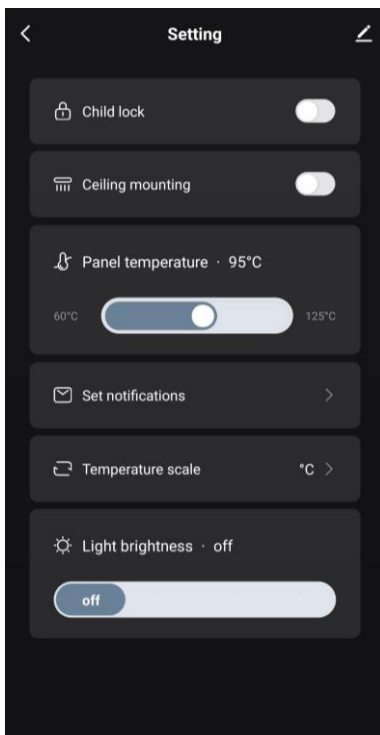 Setting
Child lock
Ceiling mounting
Panel temperature · 95°C
60°C 125°C
Set notifications
Temperature scale °C
Light brightness · off
off